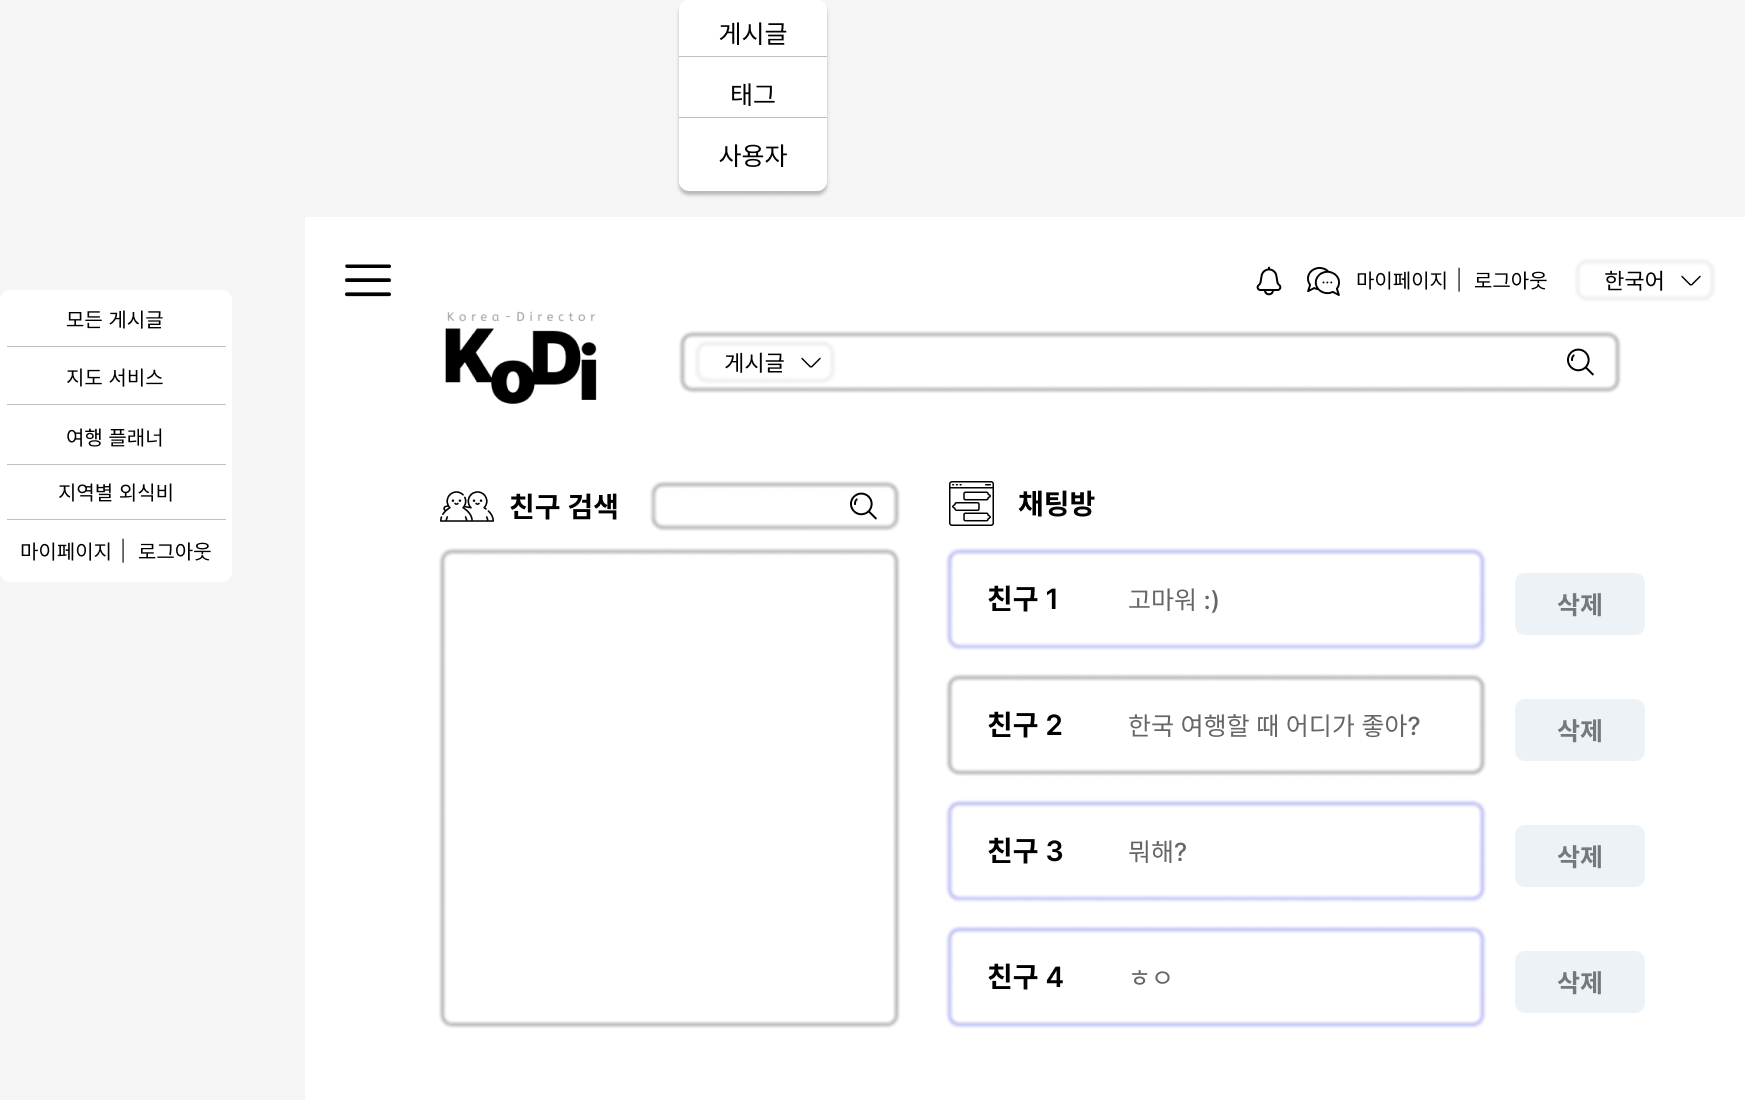 게시글
태그
사용자
마이페이지 | 로그아웃
한국어
모든 게시글
지도 서비스
여행 플래너
지역별 외식비
마이페이지 | 로그아웃
Korea-Director
KoDi
게시글
친구 검색
채팅방
친구 1 고마워 :)
삭제
친구 2 한국 여행할 때 어디가 좋아?
삭제
친구 3 뭐해?
삭제
친구 4 ㅎㅇ
삭제